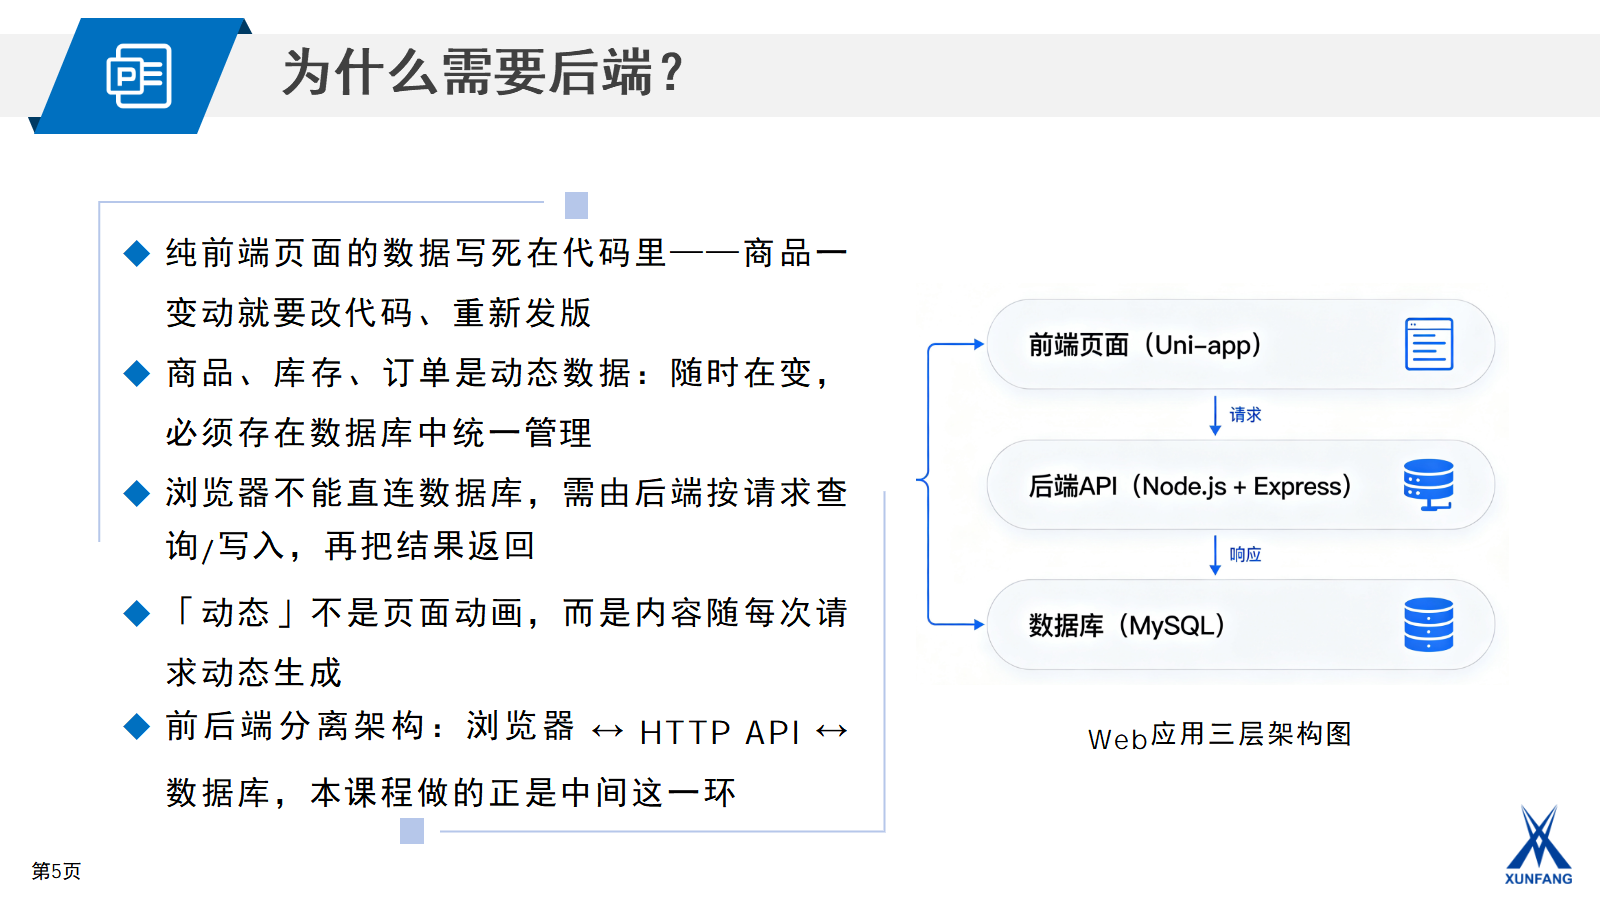 为什么需要后端？
纯前端页面的数据写死在代码里——商品一
变动就要改代码、重新发版
商品、库存、订单是动态数据：随时在变，
必须存在数据库中统一管理
浏览器不能直连数据库，需由后端按请求查
询/写入，再把结果返回
「动态」不是页面动画，而是内容随每次请
求动态生成
前后端分离架构：浏览器 ↔ HTTP API ↔
数据库，本课程做的正是中间这一环
前端页面（Uni-app）
请求
后端API（Node.js + Express）
响应
数据库（MySQL）
Web应用三层架构图
XUNFANG
第5页